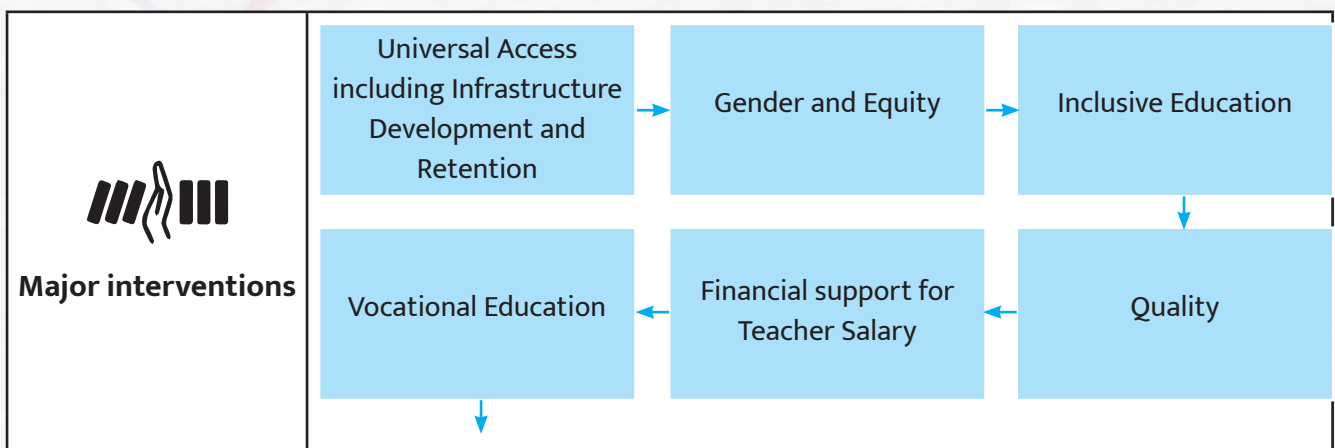 Major interventions
Universal Access
including Infrastructure
Development and
Retention
Gender and Equity
Inclusive Education
Quality
Financial support for
Teacher Salary
Vocational Education